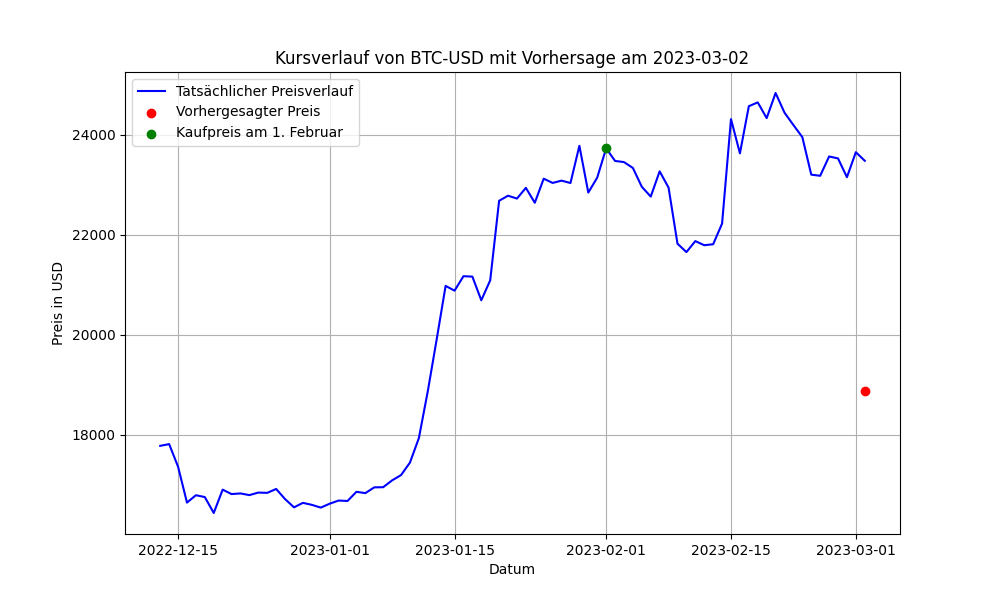 Kursverlauf von BTC-USD mit Vorhersage am 2023-03-02
Tatsächlicher Preisverlauf
Vorhergesagter Preis
Kaufpreis am 1. Februar
24000
22000
20000
18000
Preis in USD
2022-12-15
2023-01-01
2023-01-15
2023-02-01
2023-02-15
2023-03-01
Datum